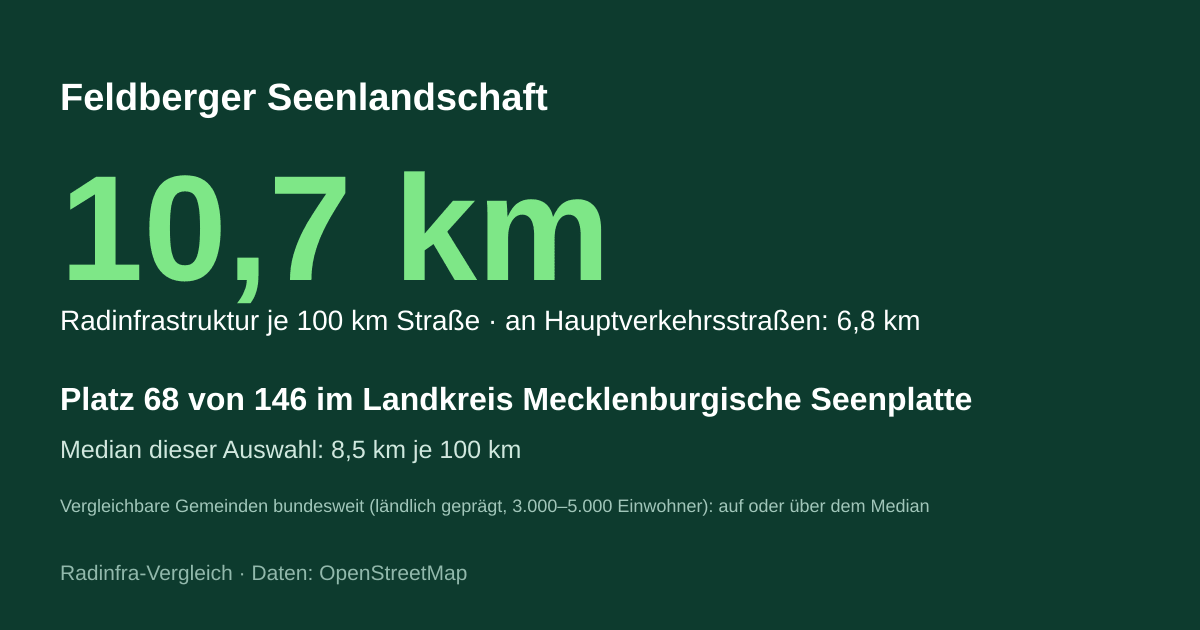 Feldberger Seenlandschaft
10,7 km
Radinfrastruktur je 100 km Straße · an Hauptverkehrsstraßen: 6,8 km
Platz 68 von 146 im Landkreis Mecklenburgische Seenplatte
Median dieser Auswahl: 8,5 km je 100 km
Vergleichbare Gemeinden bundesweit (ländlich geprägt, 3.000–5.000 Einwohner): auf oder über dem Median
Radinfra-Vergleich · Daten: OpenStreetMap